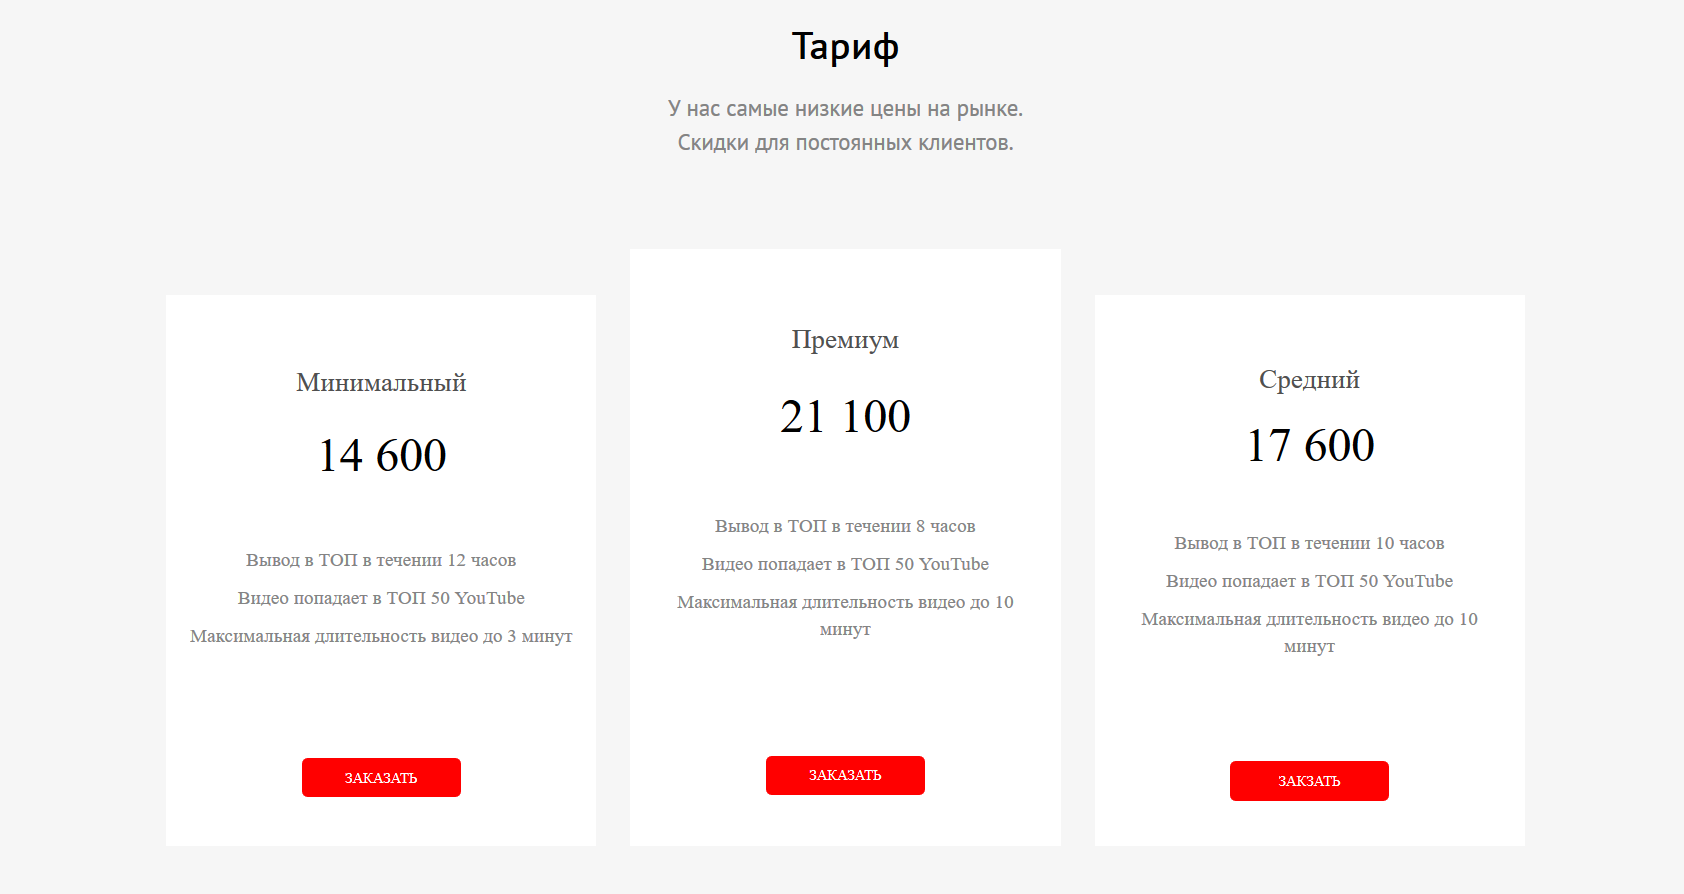 Тариф
У нас самые низкие цены на рынке.
Скидки для постоянных клиентов.
Минимальный
14 600
Вывод в ТОП в течении 12 часов
Видео попадает в ТОП 50 YouTube
Максимальная длительность видео до 3 минут
ЗАКАЗАТЬ
Премиум
21 100
Вывод в ТОП в течении 8 часов
Видео попадает в ТОП 50 YouTube
Максимальная длительность видео до 10
минут
ЗАКАЗАТЬ
Средний
17 600
Вывод в ТОП в течении 10 часов
Видео попадает в ТОП 50 YouTube
Максимальная длительность видео до 10
минут
ЗАКЗАТЬ